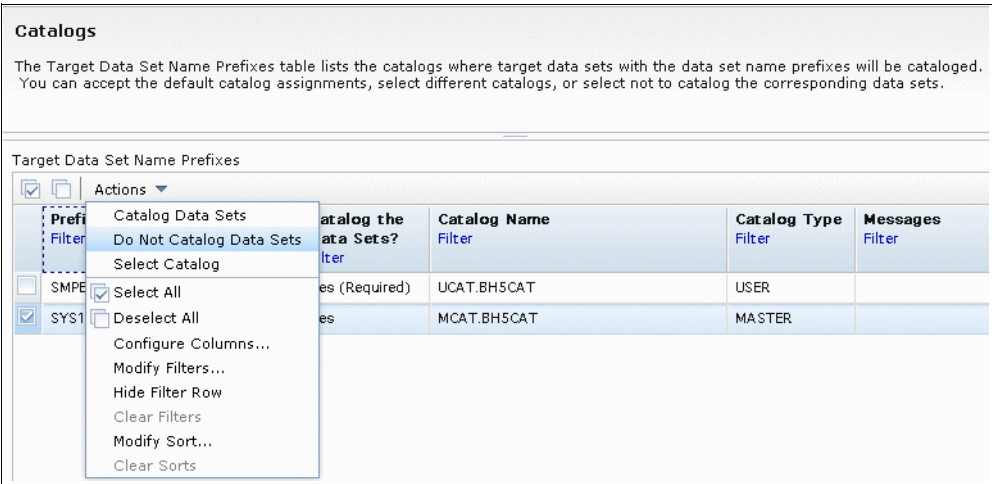 Catalogs
The Target Data Set Name Prefixes table lists the catalogs where target data sets with the data set name prefixes will be cataloged.
You can accept the default catalog assignments, select different catalogs, or select not to catalog the corresponding data sets.
Target Data Set Name Prefixes
Actions
Prefi atalog the Catalog Name Catalog Type Messages
Filter ata Sets? Filter Filter Filter
lter
SMPE es (Required) UCAT.BH5CAT USER
SYS1 es MCAT.BH5CAT MASTER
Catalog Data Sets
Do Not Catalog Data Sets
Select Catalog
Select All
Deselect All
Configure Columns...
Modify Filters...
Hide Filter Row
Clear Filters
Modify Sort...
Clear Sorts